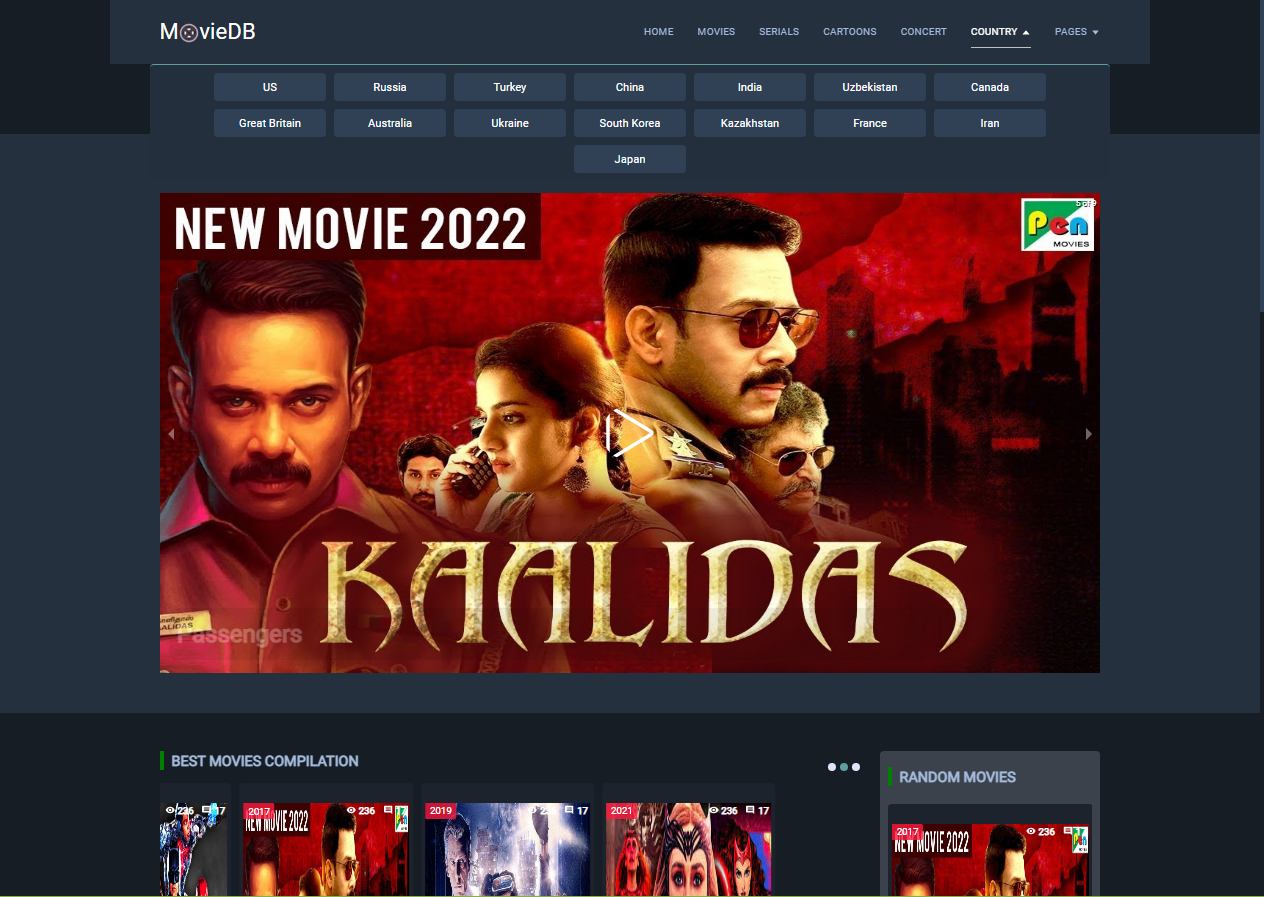 MovieDB
HOME MOVIES SERIALS CARTOONS CONCERT COUNTRY PAGES
US Russia Turkey China India Uzbekistan Canada
Great Britain Australia Ukraine South Korea Kazakhstan France Iran
Japan
NEW MOVIE 2022
Pen
MOVIES
KAALIDAS
Passengers
BEST MOVIES COMPILATION
RANDOM MOVIES
236 17
2017 236 17
NEW MOVIE 2022
2019 17
2021 236 17
2017 236
NEW MOVIE 2022